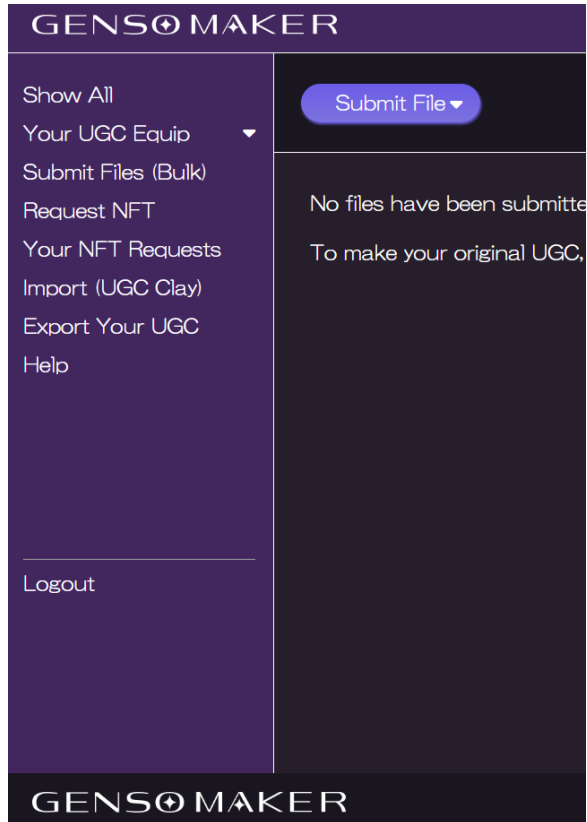 GENSO MAKER
Show All
Your UGC Equip
Submit Files (Bulk)
Request NFT
Your NFT Requests
Import (UGC Clay)
Export Your UGC
Help
Logout
Submit File
No files have been submitte
To make your original UGC,
GENSO MAKER